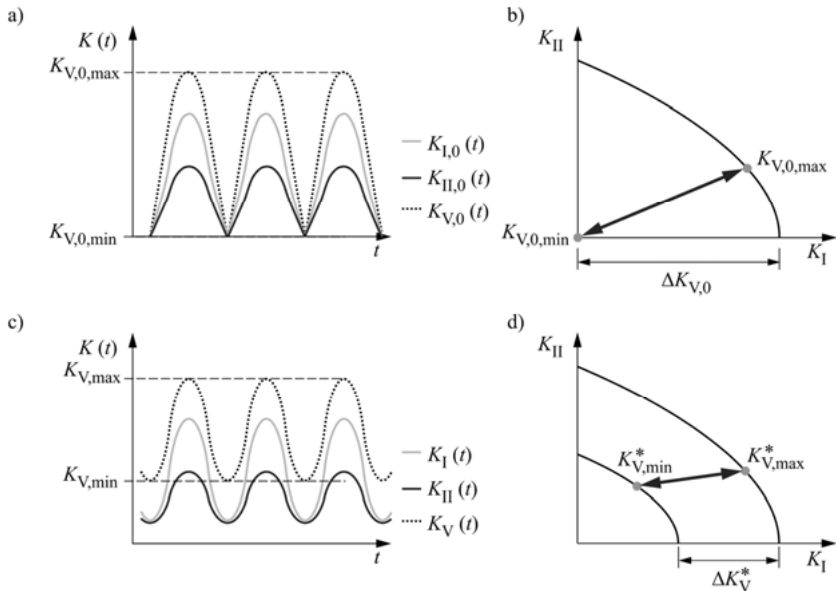 a)
K (t)
K_V,0,max
K_V,0,min
t
K_I,0 (t)
K_II,0 (t)
K_V,0 (t)
b)
K_II
K_V,0,max
K_V,0,min
K_I
ΔK_V,0
c)
K (t)
K_V,max
K_V,min
t
K_I (t)
K_II (t)
K_V (t)
d)
K_II
K*_V,min
K*_V,max
K_I
ΔK*_V